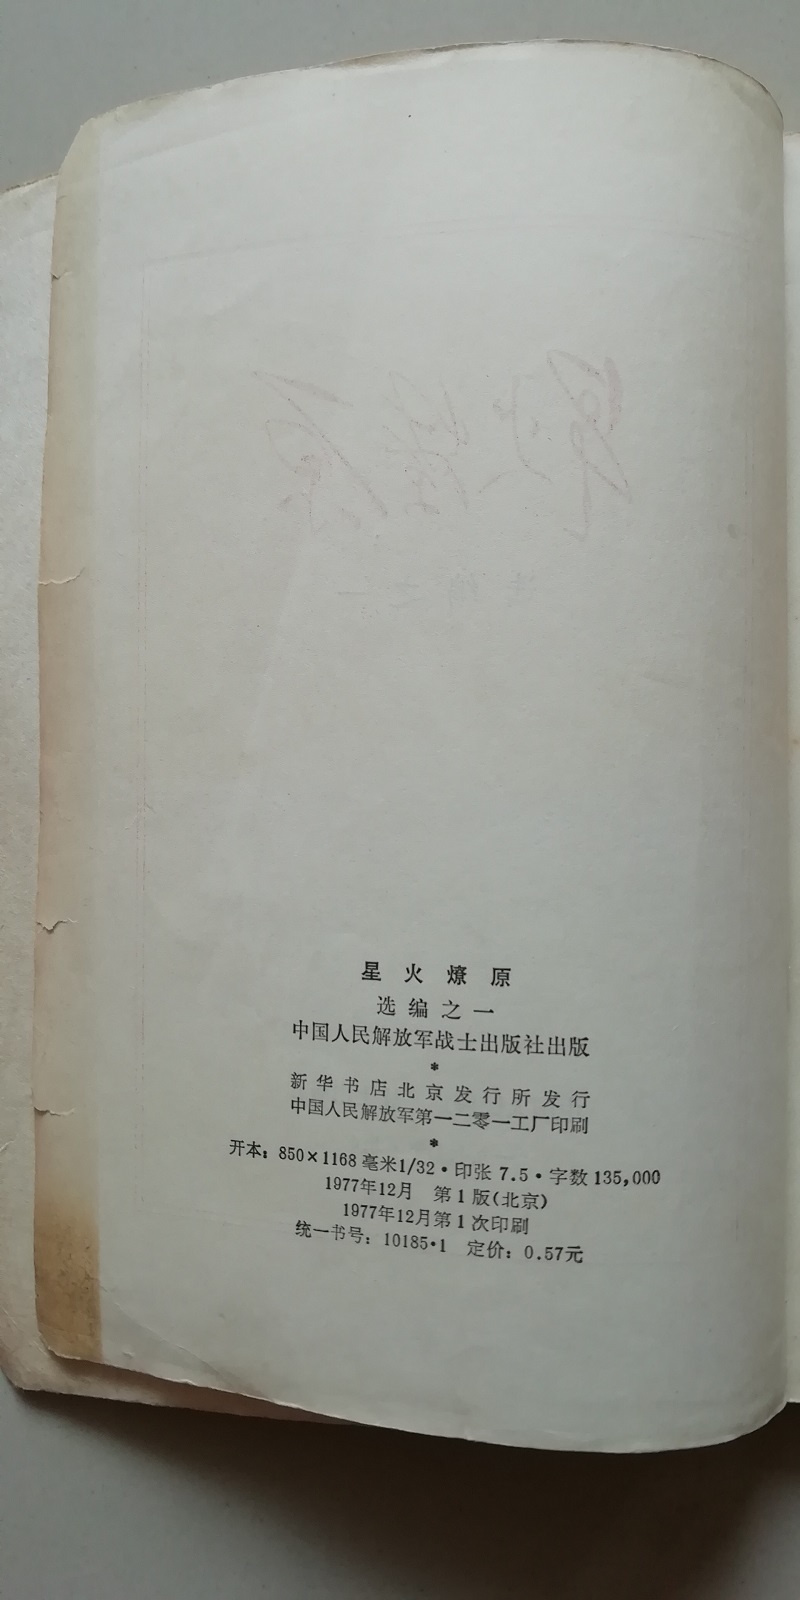 星火燎原
选编之一
中国人民解放军战士出版社出版
*
新华书店北京发行所发行
中国人民解放军第一二零一工厂印刷
*
开本：850×1168毫米1/32·印张 7.5·字数 135,000
1977年12月 第1版(北京)
1977年12月第1次印刷
统一书号：10185·1 定价：0.57元